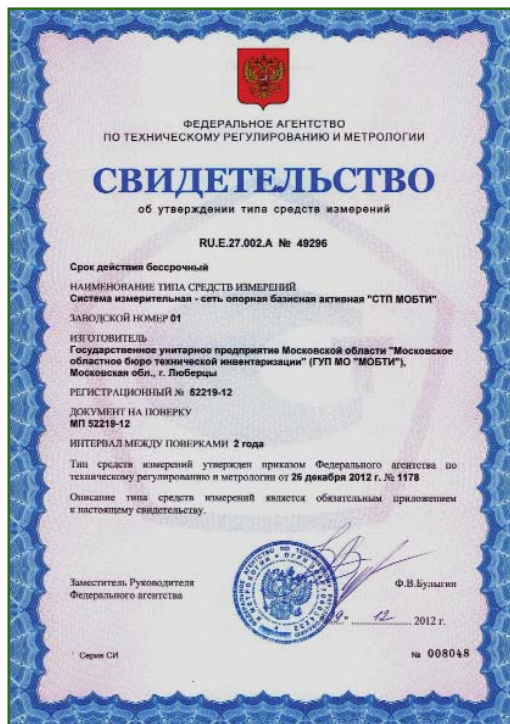 ФЕДЕРАЛЬНОЕ АГЕНТСТВО
ПО ТЕХНИЧЕСКОМУ РЕГУЛИРОВАНИЮ И МЕТРОЛОГИИ
СВИДЕТЕЛЬСТВО
об утверждении типа средств измерений
RU.E.27.002.A № 49296
Срок действия бессрочный
НАИМЕНОВАНИЕ ТИПА СРЕДСТВ ИЗМЕРЕНИЙ
Система измерительная - сеть опорная базисная активная "СТП МОБТИ"
ЗАВОДСКОЙ НОМЕР 01
ИЗГОТОВИТЕЛЬ
Государственное унитарное предприятие Московской области "Московское
областное бюро технической инвентаризации" (ГУП МО "МОБТИ"),
Московская обл., г. Люберцы
РЕГИСТРАЦИОННЫЙ № 52219-12
ДОКУМЕНТ НА ПОВЕРКУ
МП 52219-12
ИНТЕРВАЛ МЕЖДУ ПОВЕРКАМИ 2 года
Тип средств измерений утвержден приказом Федерального агентства по
техническому регулированию и метрологии от 26 декабря 2012 г. № 1178
Описание типа средств измерений является обязательным приложением
к настоящему свидетельству.
Заместитель Руководителя
Федерального агентства
Ф.В.Булыгин
12 2012 г.
Серия СИ
№ 008048